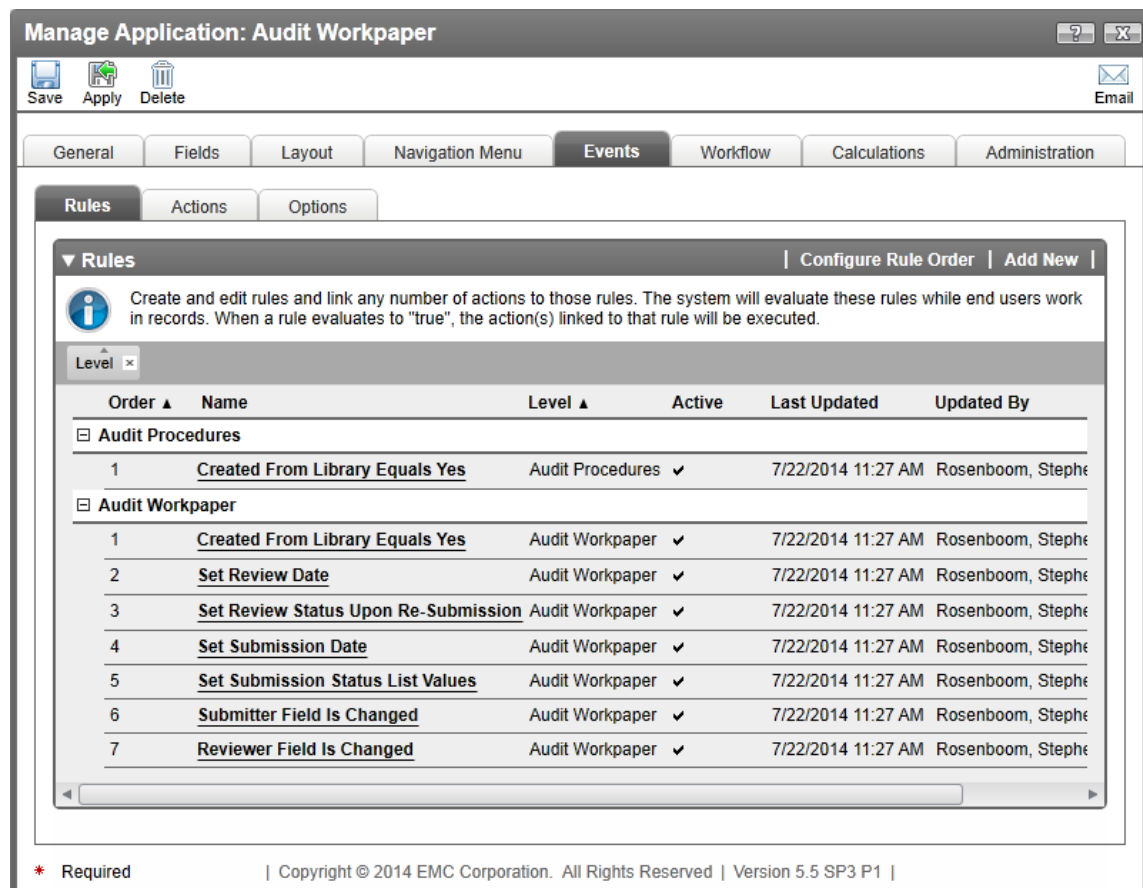 Manage Application: Audit Workpaper ? X
Save Apply Delete Email
General Fields Layout Navigation Menu Events Workflow Calculations Administration
Rules Actions Options
▼ Rules | Configure Rule Order | Add New |
Create and edit rules and link any number of actions to those rules. The system will evaluate these rules while end users work
in records. When a rule evaluates to "true", the action(s) linked to that rule will be executed.
Level ×
Order ▲ Name Level ▲ Active Last Updated Updated By
Audit Procedures
1 Created From Library Equals Yes Audit Procedures ✔ 7/22/2014 11:27 AM Rosenboom, Stephe
Audit Workpaper
1 Created From Library Equals Yes Audit Workpaper ✔ 7/22/2014 11:27 AM Rosenboom, Stephe
2 Set Review Date Audit Workpaper ✔ 7/22/2014 11:27 AM Rosenboom, Stephe
3 Set Review Status Upon Re-Submission Audit Workpaper ✔ 7/22/2014 11:27 AM Rosenboom, Stephe
4 Set Submission Date Audit Workpaper ✔ 7/22/2014 11:27 AM Rosenboom, Stephe
5 Set Submission Status List Values Audit Workpaper ✔ 7/22/2014 11:27 AM Rosenboom, Stephe
6 Submitter Field Is Changed Audit Workpaper ✔ 7/22/2014 11:27 AM Rosenboom, Stephe
7 Reviewer Field Is Changed Audit Workpaper ✔ 7/22/2014 11:27 AM Rosenboom, Stephe
* Required | Copyright © 2014 EMC Corporation. All Rights Reserved | Version 5.5 SP3 P1 |